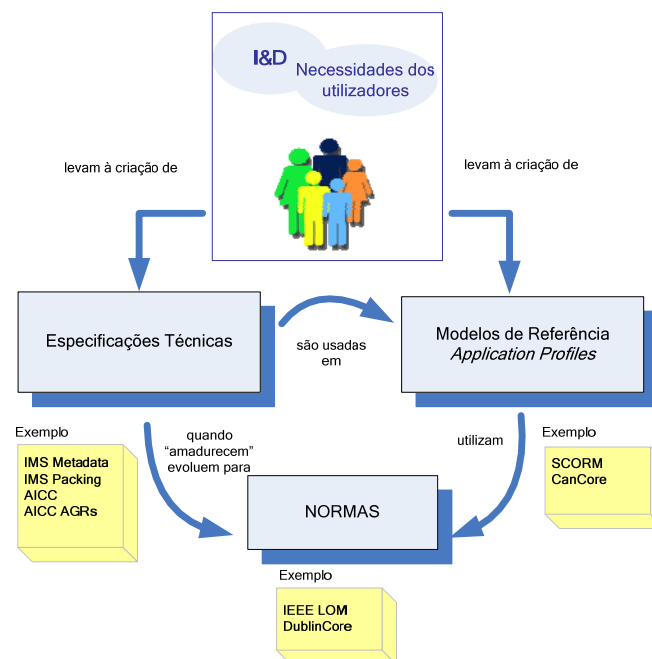 I&D
Necessidades dos
utilizadores
levam à criação de
levam à criação de
Especificações Técnicas
são usadas
em
Modelos de Referência
Application Profiles
Exemplo
IMS Metadata
IMS Packing
AICC
AICC AGRs
quando
“amadurecem”
evoluem para
utilizam
Exemplo
SCORM
CanCore
NORMAS
Exemplo
IEEE LOM
DublinCore